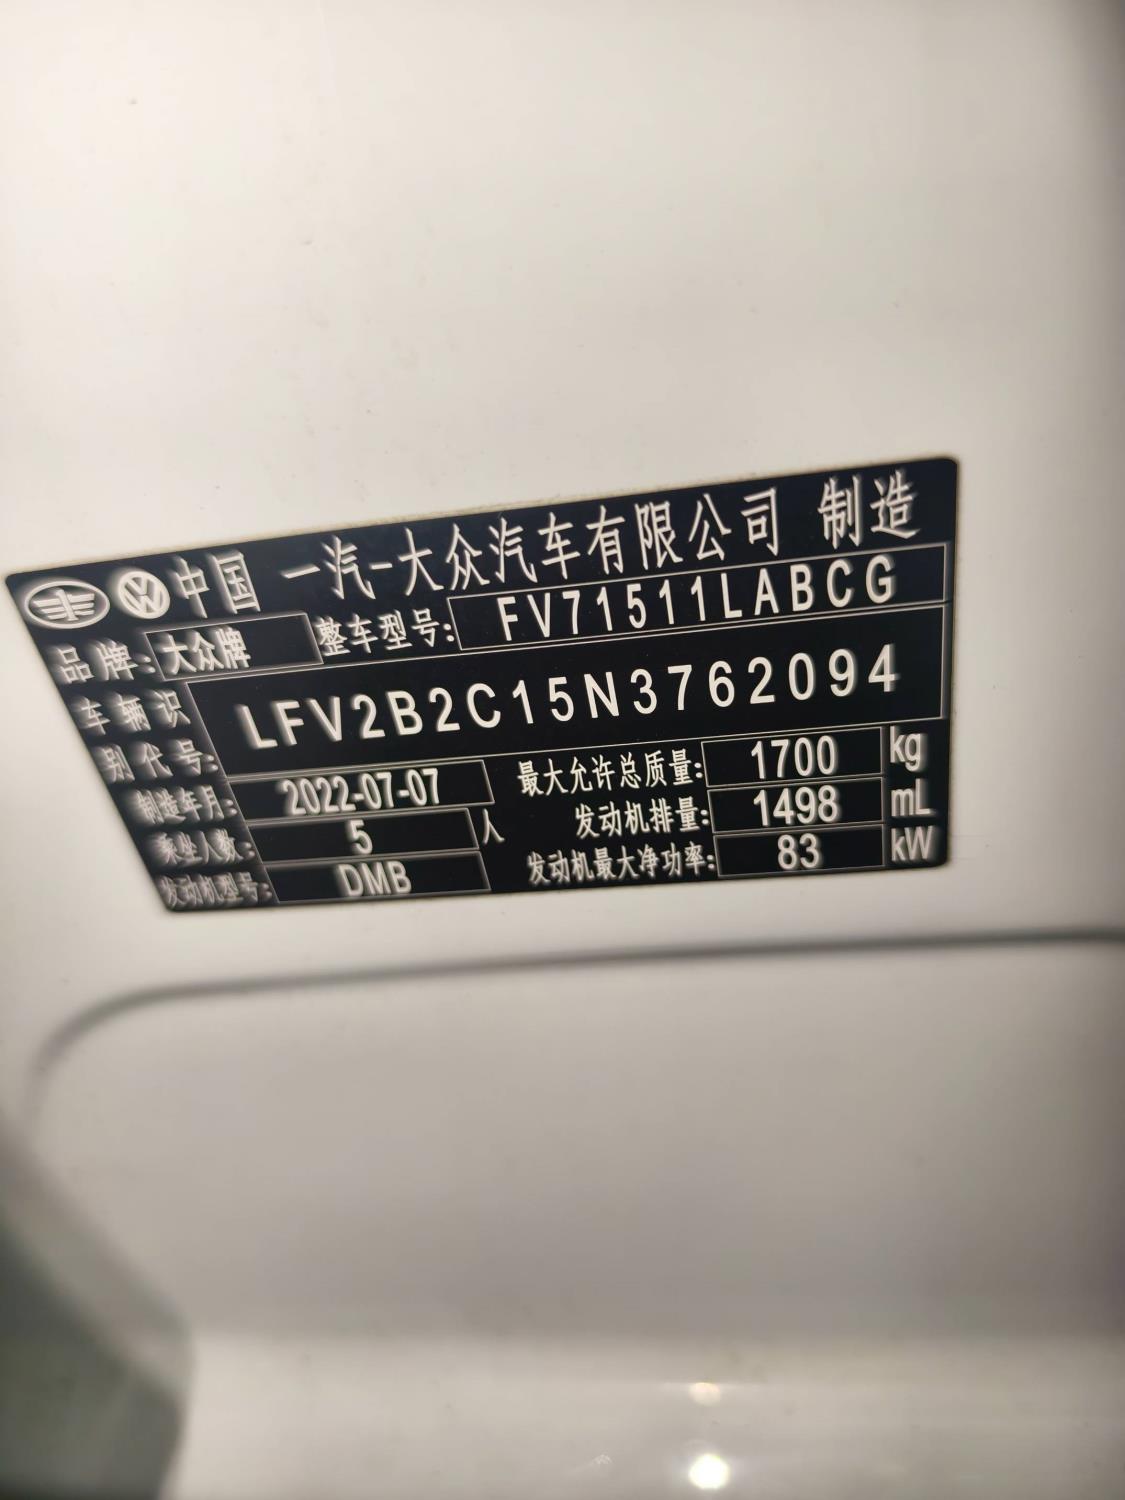 中国 一汽-大众汽车有限公司 制造
品牌: 大众牌 整车型号: FV71511LABCG
车辆识别代号: LFV2B2C15N3762094
制造年月: 2022-07-07 最大允许总质量: 1700 kg
乘坐人数: 5 人 发动机排量: 1498 mL
发动机型号: DMB 发动机最大净功率: 83 kW